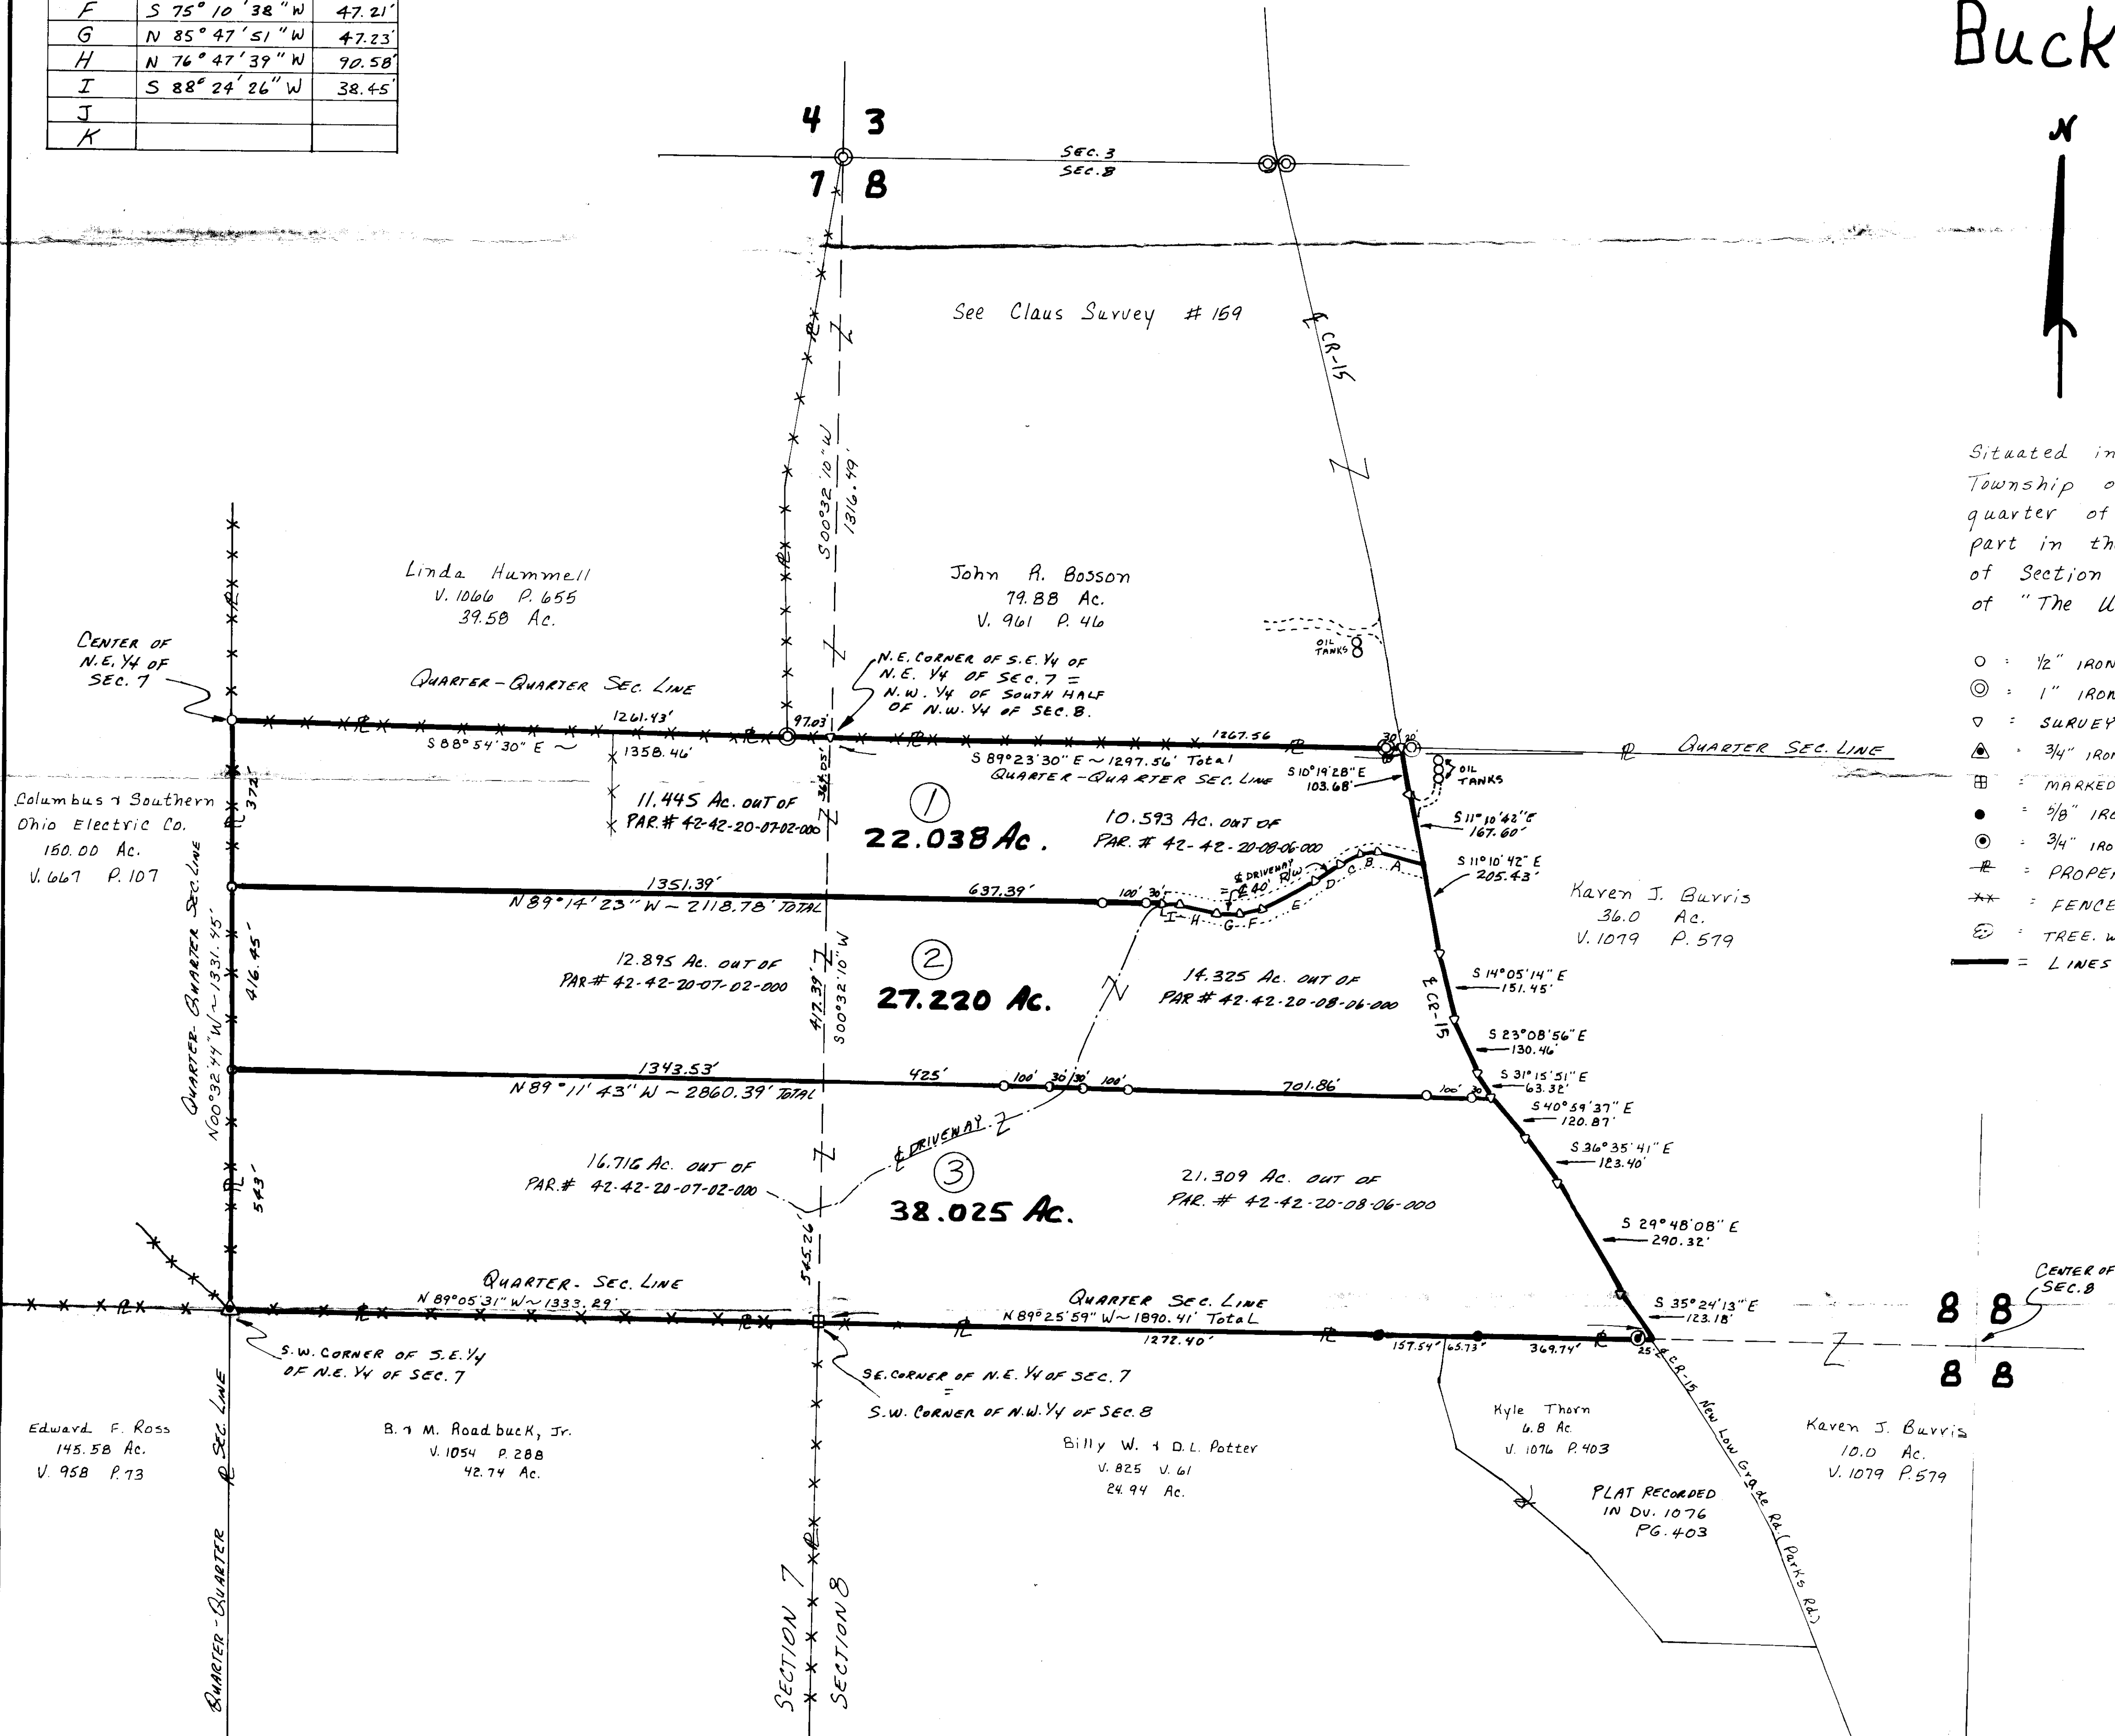 F S 75° 10' 38" W 47.21'
G N 85° 47' 51" W 47.23'
H N 76° 47' 39" W 90.58'
I S 88° 24' 26" W 38.45'
J
K
Buck
N
4 3
7 8
SEC. 3
SEC. 8
See Claus Survey # 159
℄ CR-15
S00°32'10"W
1316.49'
Situated in
Township o
quarter of
part in th
of Section
of "The U
Linda Hummell
V. 1066 P. 655
39.58 Ac.
John R. Bosson
79.88 Ac.
V. 961 P. 46
OIL
TANKS
CENTER OF
N.E. 1/4 OF
SEC. 7
QUARTER-QUARTER SEC. LINE
N.E. CORNER OF S.E. 1/4 OF
N.E. 1/4 OF SEC. 7 =
N.W. 1/4 OF SOUTH HALF
OF N.W. 1/4 OF SEC. 8.
1/2" IRON
1" IRON
SURVEY
3/4" IRON
MARKED
5/8" IRO
3/4" IRO
PROPE
FENCE
TREE. W
= LINES
1261.43'
97.03'
S 88°54'30" E ~
1358.46'
1267.56
30' 30'
S 89°23'30" E ~ 1297.56' Total
QUARTER-QUARTER SEC. LINE
QUARTER SEC. LINE
S 10°19'28" E
103.68'
OIL
TANKS
372'
Columbus & Southern
Ohio Electric Co.
150.00 Ac.
V. 667 P. 107
11.445 Ac. OUT OF
PAR. # 42-42-20-07-02-000
1
22.038 Ac.
10.593 Ac. OUT OF
PAR. # 42-42-20-08-06-000
S 11°10'42" E
167.60'
S 11°10'42" E
205.43'
℄ DRIVEWAY
= ℄ 40' R/W
A
B
C
D
E
F
G
H
I
1351.39'
637.39'
100' 30'
N 89°14'23" W ~ 2118.78' TOTAL
Karen J. Burris
36.0 Ac.
V. 1079 P. 579
QUARTER-QUARTER SEC. LINE
N00°32'44"W ~ 1331.45'
416.45'
12.895 Ac. OUT OF
PAR # 42-42-20-07-02-000
417.39'
S00°32'10"W
2
27.220 Ac.
14.325 Ac. OUT OF
PAR # 42-42-20-08-06-000
℄ CR-15
S 14°05'14" E
151.45'
S 23°08'56" E
130.46'
S 31°15'51" E
63.32'
1343.53'
425'
100' 30' 30' 100'
701.86'
100' 30'
N 89°11'43" W ~ 2860.39' TOTAL
S 40°59'37" E
120.87'
℄ DRIVEWAY
S 36°35'41" E
123.40'
16.716 Ac. OUT OF
PAR. # 42-42-20-07-02-000
3
38.025 Ac.
21.309 Ac. OUT OF
PAR. # 42-42-20-08-06-000
543'
545.26'
S 29°48'08" E
290.32'
QUARTER- SEC. LINE
N 89°05'31" W ~ 1333.29'
QUARTER SEC. LINE
N 89°25'59" W ~ 1890.41' Total
1272.40'
157.54' 65.73'
369.74'
25.2'
S 35°24'13" E
123.18'
CENTER OF
SEC. 8
8 8
8 8
S.W. CORNER OF S.E. 1/4
OF N.E. 1/4 OF SEC. 7
SE. CORNER OF N.E. 1/4 OF SEC. 7
=
S.W. CORNER OF N.W. 1/4 OF SEC. 8
Edward F. Ross
145.58 Ac.
V. 958 P. 73
QUARTER-QUARTER SEC. LINE
B. & M. Roadbuck, Jr.
V. 1054 P. 288
42.74 Ac.
Billy W. & D.L. Potter
V. 825 V. 61
24.94 Ac.
Kyle Thorn
6.8 Ac.
V. 1076 P. 403
PLAT RECORDED
IN DV. 1076
PG. 403
℄ CR-15 New Low Grade Rd. (Parks Rd.)
Karen J. Burris
10.0 Ac.
V. 1079 P. 579
SECTION 7
SECTION 8